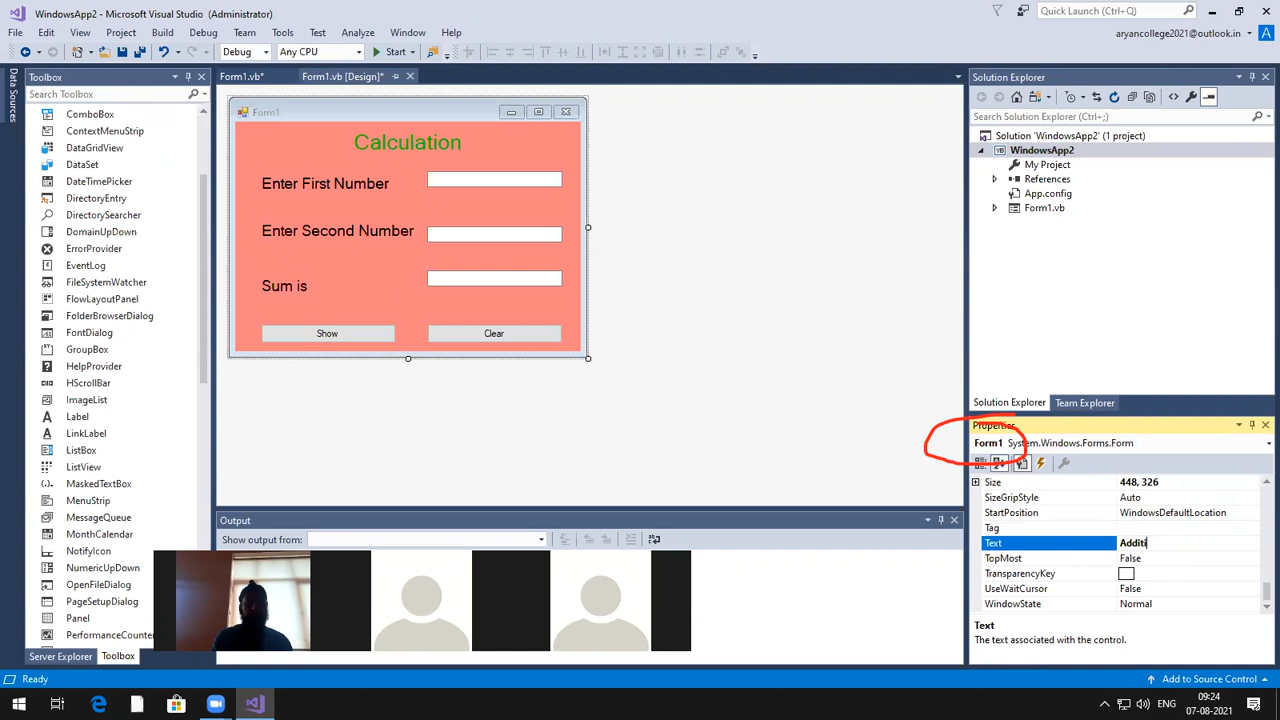 WindowsApp2 - Microsoft Visual Studio (Administrator)
Quick Launch (Ctrl+Q)
File Edit View Project Build Debug Team Tools Test Analyze Window Help
aryancollege2021@outlook.in A
Debug Any CPU Start
Data Sources
Toolbox
Search Toolbox
ComboBox
ContextMenuStrip
DataGridView
DataSet
DateTimePicker
DirectoryEntry
DirectorySearcher
DomainUpDown
ErrorProvider
EventLog
FileSystemWatcher
FlowLayoutPanel
FolderBrowserDialog
FontDialog
GroupBox
HelpProvider
HScrollBar
ImageList
Label
LinkLabel
ListBox
ListView
MaskedTextBox
MenuStrip
MessageQueue
MonthCalendar
NotifyIcon
NumericUpDown
OpenFileDialog
PageSetupDialog
Panel
PerformanceCounter
Server Explorer Toolbox
Form1.vb* Form1.vb [Design]*
Form1
Calculation
Enter First Number
Enter Second Number
Sum is
Show Clear
Output
Show output from:
Solution Explorer
Search Solution Explorer (Ctrl+;)
Solution 'WindowsApp2' (1 project)
VB WindowsApp2
My Project
References
App.config
Form1.vb
Solution Explorer Team Explorer
Properties
Form1 System.Windows.Forms.Form
Size 448, 326
SizeGripStyle Auto
StartPosition WindowsDefaultLocation
Tag
Text Additi
TopMost False
TransparencyKey
UseWaitCursor False
WindowState Normal
Text
The text associated with the control.
Ready
Add to Source Control
ENG
09:24
07-08-2021